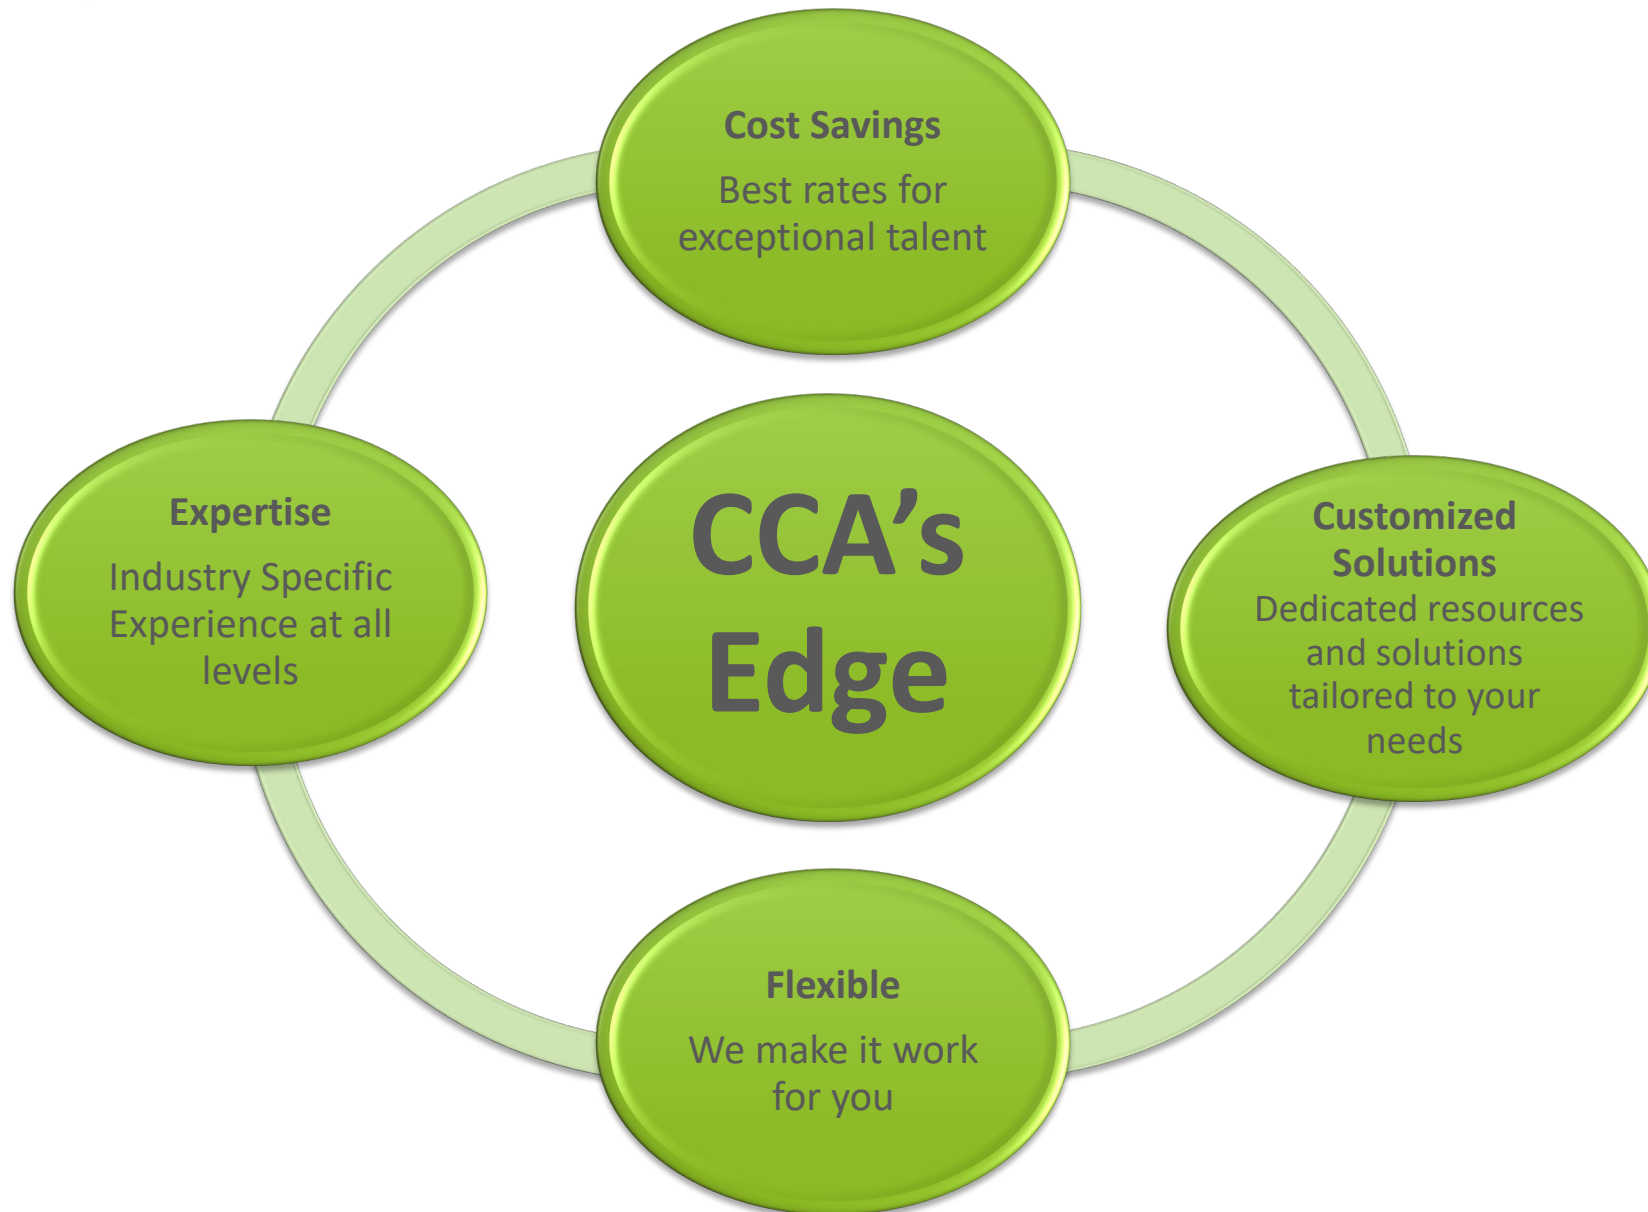 Cost Savings
Best rates for
exceptional talent
Expertise
Industry Specific
Experience at all
levels
CCA’s
Edge
Customized
Solutions
Dedicated resources
and solutions
tailored to your
needs
Flexible
We make it work
for you